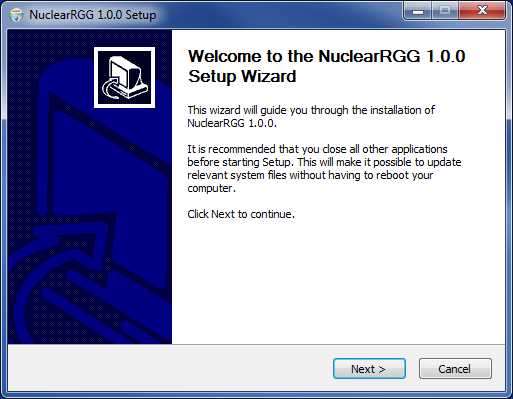 NuclearRGG 1.0.0 Setup
Welcome to the NuclearRGG 1.0.0
Setup Wizard
This wizard will guide you through the installation of
NuclearRGG 1.0.0.
It is recommended that you close all other applications
before starting Setup. This will make it possible to update
relevant system files without having to reboot your
computer.
Click Next to continue.
Next >
Cancel